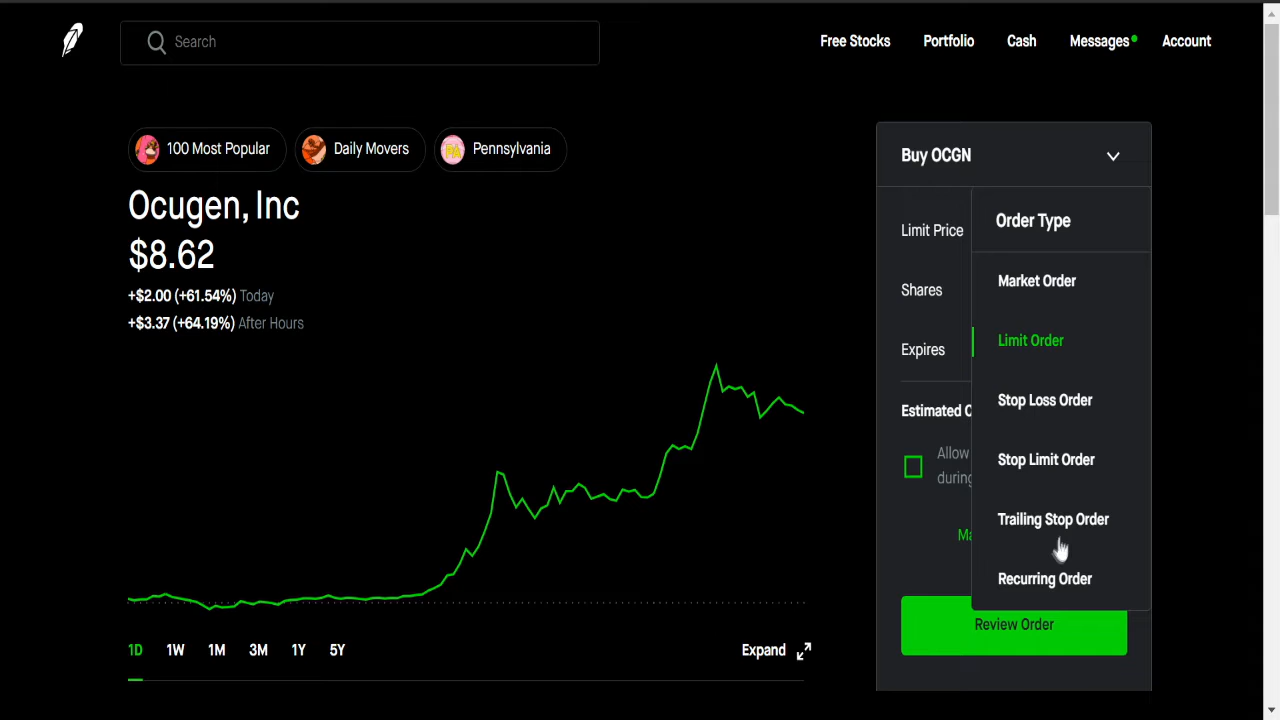 Search
Free Stocks
Portfolio
Cash
Messages
Account
100 Most Popular
Daily Movers
PA
Pennsylvania
Ocugen, Inc
$8.62
+$2.00 (+61.54%) Today
+$3.37 (+64.19%) After Hours
1D
1W
1M
3M
1Y
5Y
Expand
Buy OCGN
Limit Price
Shares
Expires
Estimated C
Allow
during
Ma
Order Type
Market Order
Limit Order
Stop Loss Order
Stop Limit Order
Trailing Stop Order
Recurring Order
Review Order